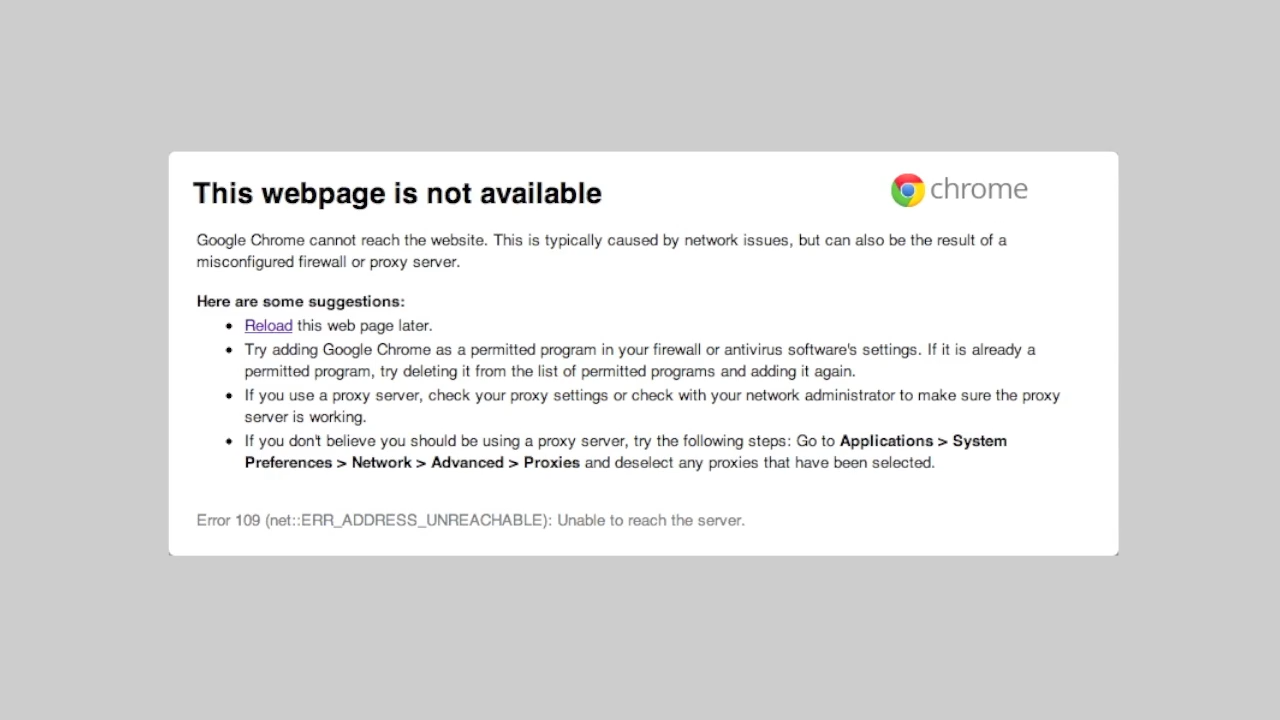 This webpage is not available
chrome
Google Chrome cannot reach the website. This is typically caused by network issues, but can also be the result of a
misconfigured firewall or proxy server.
Here are some suggestions:
• Reload this web page later.
• Try adding Google Chrome as a permitted program in your firewall or antivirus software's settings. If it is already a
permitted program, try deleting it from the list of permitted programs and adding it again.
• If you use a proxy server, check your proxy settings or check with your network administrator to make sure the proxy
server is working.
• If you don't believe you should be using a proxy server, try the following steps: Go to Applications > System
Preferences > Network > Advanced > Proxies and deselect any proxies that have been selected.
Error 109 (net::ERR_ADDRESS_UNREACHABLE): Unable to reach the server.